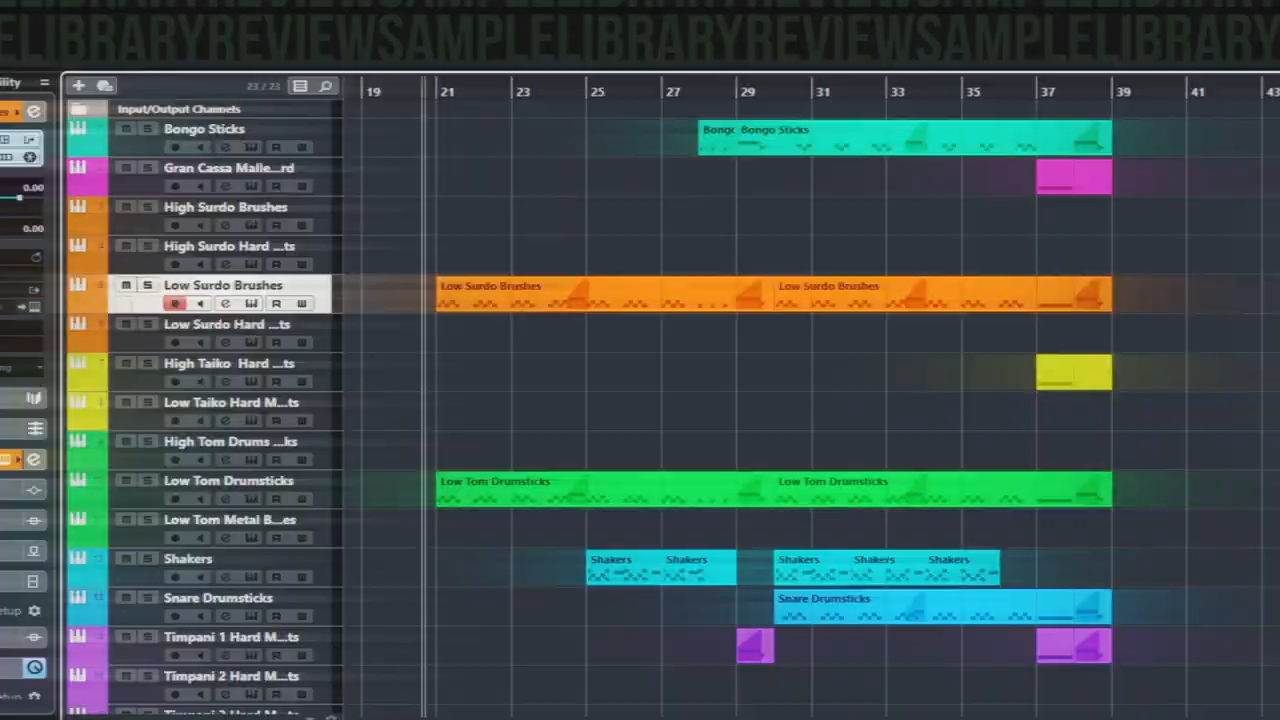 ELIBRARYREVIEWSAMPLELIBRARYREVIEWSAMPLELIBRARY
ility
23 / 23
19 21 23 25 27 29 31 33 35 37 39 41 43
Input/Output Channels
Bongo Sticks
Bongo Bongo Sticks
Gran Cassa Malle...rd
0.00
High Surdo Brushes
0.00
High Surdo Hard ...ts
Low Surdo Brushes
Low Surdo Brushes Low Surdo Brushes
Low Surdo Hard ...ts
High Taiko Hard ...ts
Low Taiko Hard M...ts
High Tom Drums ...ks
Low Tom Drumsticks
Low Tom Drumsticks Low Tom Drumsticks
Low Tom Metal B...es
Shakers
Shakers Shakers Shakers Shakers Shakers
Snare Drumsticks
Snare Drumsticks
etup
Timpani 1 Hard M...ts
Timpani 2 Hard M...ts